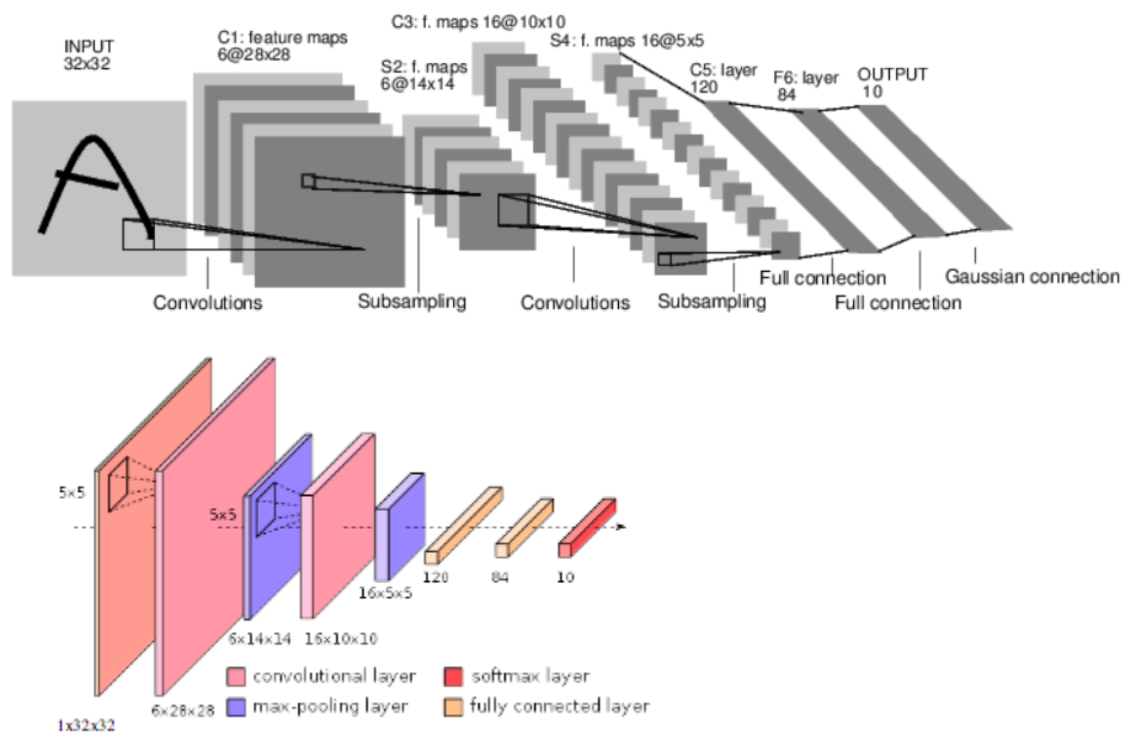 INPUT
32x32
C1: feature maps
6@28x28
S2: f. maps
6@14x14
C3: f. maps 16@10x10
S4: f. maps 16@5x5
C5: layer
120
F6: layer
84
OUTPUT
10
Convolutions
Subsampling
Convolutions
Subsampling
Full connection
Full connection
Gaussian connection
5×5
5×5
1x32x32
6×28×28
6×14×14
16×10×10
16×5×5
120
84
10
convolutional layer
max-pooling layer
softmax layer
fully connected layer